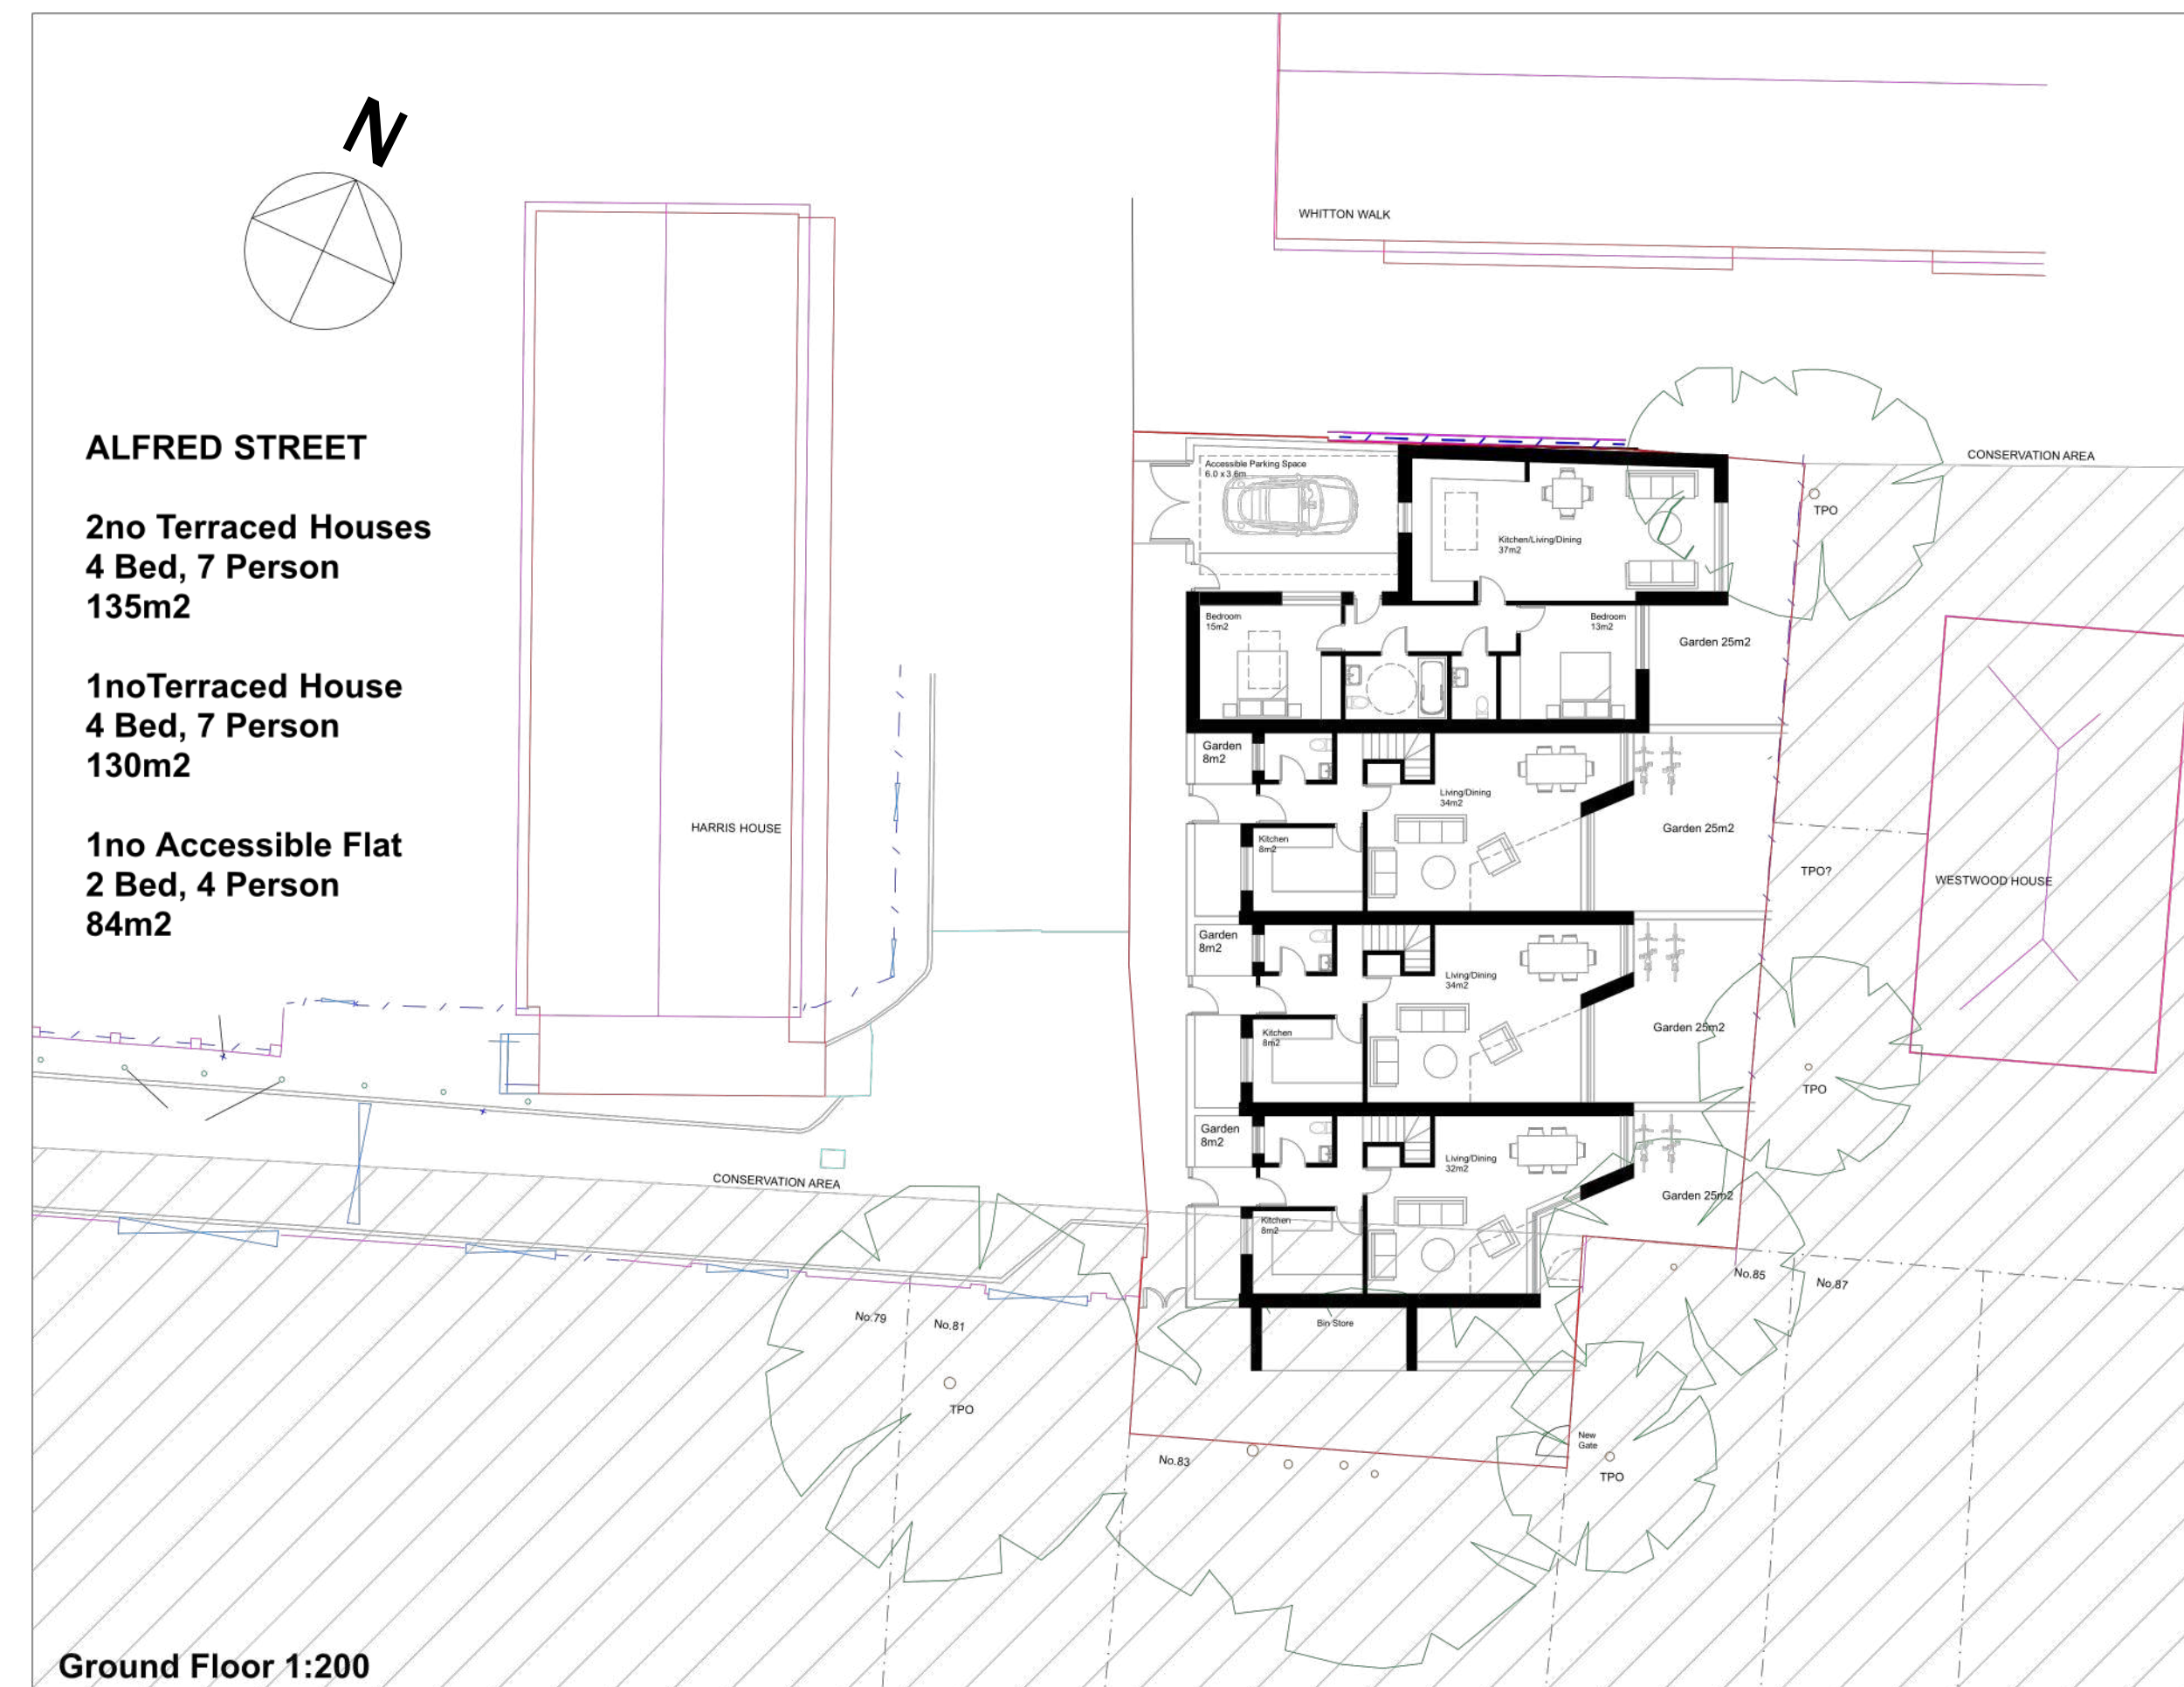 N
WHITTON WALK
ALFRED STREET
2no Terraced Houses
4 Bed, 7 Person
135m2
1noTerraced House
4 Bed, 7 Person
130m2
1no Accessible Flat
2 Bed, 4 Person
84m2
HARRIS HOUSE
CONSERVATION AREA
Accessible Parking Space
6.0 x 3.6m
TPO
Kitchen/Living/Dining
37m2
Bedroom
15m2
Bedroom
13m2
Garden 25m2
Garden
8m2
Living/Dining
34m2
Garden 25m2
Kitchen
8m2
TPO?
WESTWOOD HOUSE
Garden
8m2
Living/Dining
34m2
Garden 25m2
Kitchen
8m2
TPO
Garden
8m2
Living/Dining
32m2
CONSERVATION AREA
Garden 25m2
Kitchen
8m2
No.85
No.87
No.79
No.81
Bin Store
TPO
New
Gate
No.83
TPO
Ground Floor 1:200